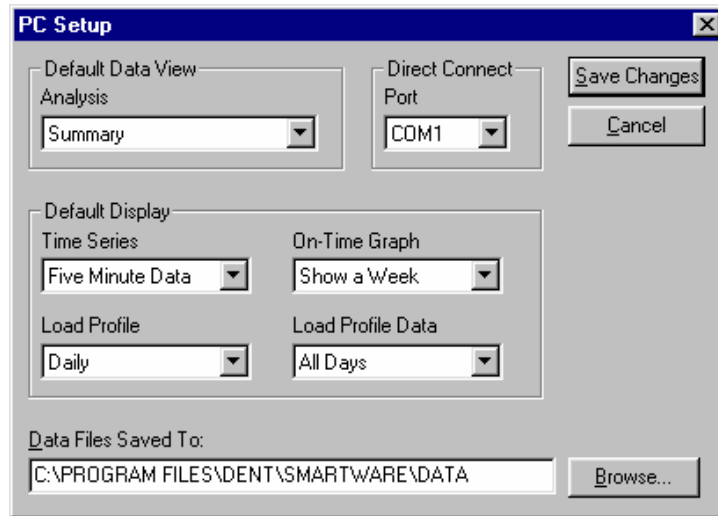 PC Setup
Default Data View
Analysis
Summary
Direct Connect
Port
COM1
Save Changes
Cancel
Default Display
Time Series
On-Time Graph
Five Minute Data
Show a Week
Load Profile
Load Profile Data
Daily
All Days
Data Files Saved To:
C:\PROGRAM FILES\DENT\SMARTWARE\DATA
Browse...